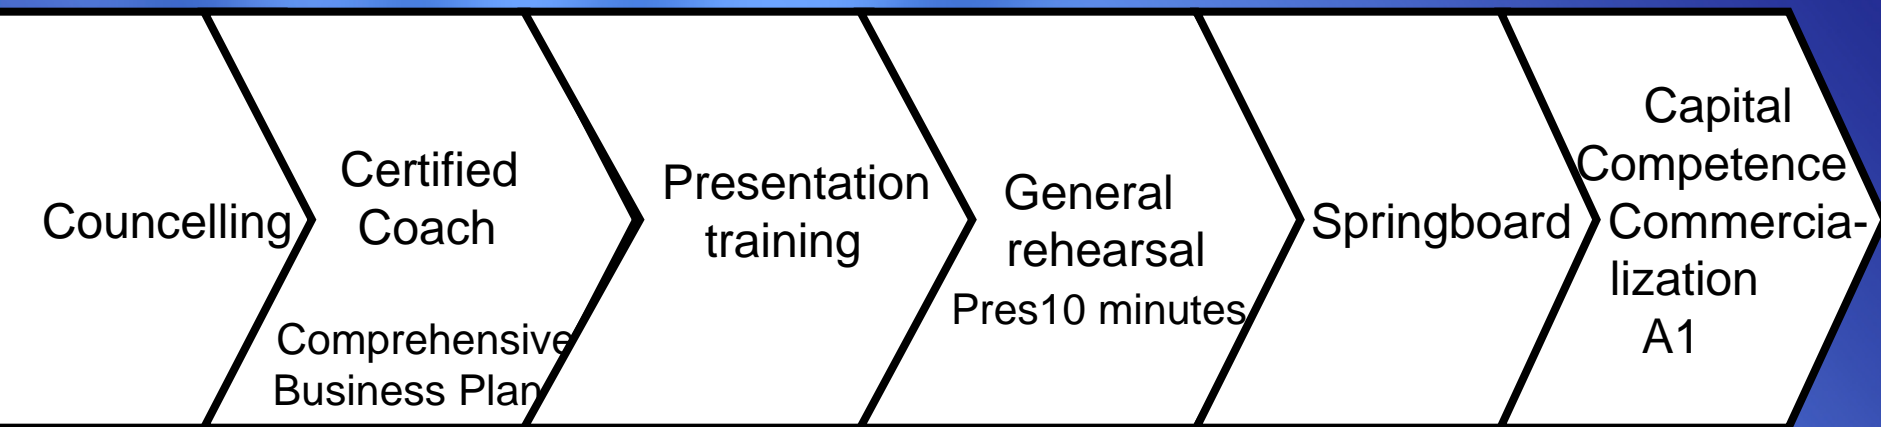 Councelling
Certified
Coach
Comprehensive
Business Plan
Presentation
training
General
rehearsal
Pres10 minutes
Springboard
Capital
Competence
Commercia-
lization
A1